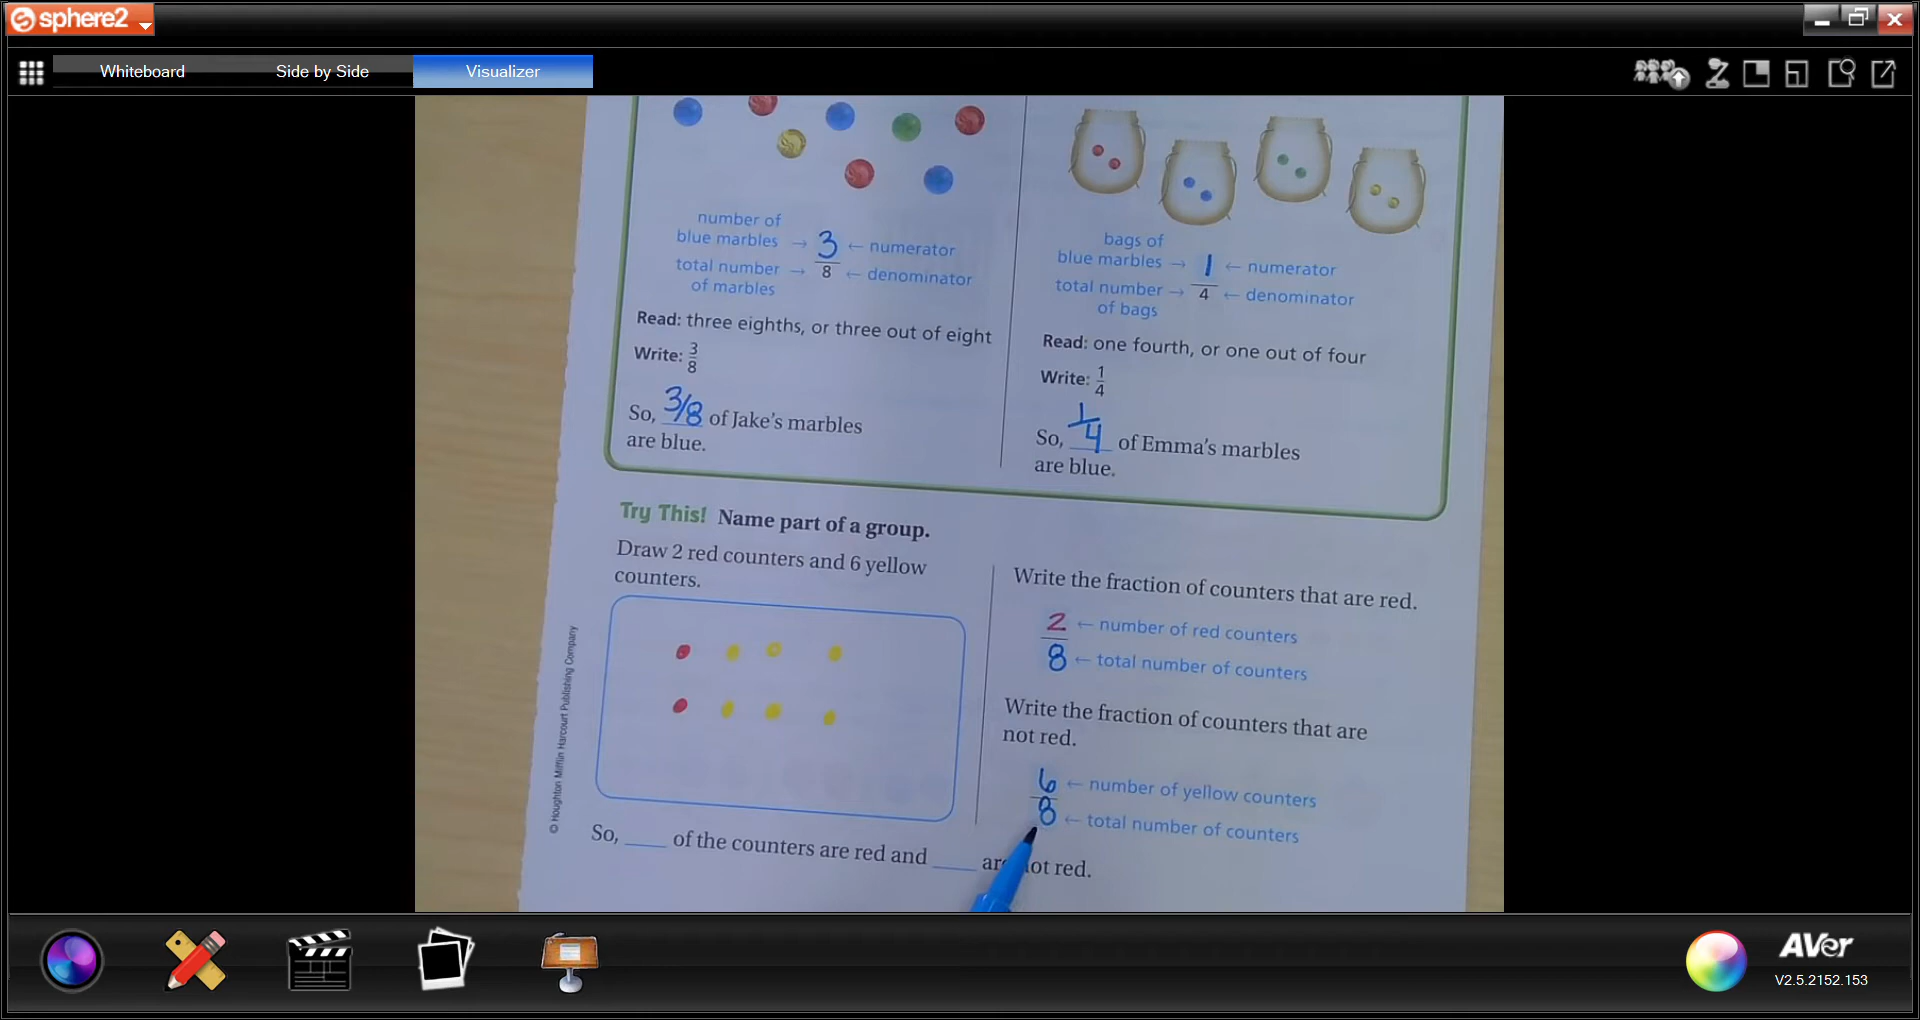 sphere2
Whiteboard
Side by Side
Visualizer
number of
blue marbles → 3 ← numerator
total number → 8 ← denominator
of marbles
Read: three eighths, or three out of eight
Write: 3/8
So, 3/8 of Jake's marbles
are blue.
bags of
blue marbles → 1 ← numerator
total number → 4 ← denominator
of bags
Read: one fourth, or one out of four
Write: 1/4
So, 1/4 of Emma's marbles
are blue.
Try This! Name part of a group.
Draw 2 red counters and 6 yellow
counters.
Write the fraction of counters that are red.
2 ← number of red counters
8 ← total number of counters
Write the fraction of counters that are
not red.
6 ← number of yellow counters
8 ← total number of counters
So, ____ of the counters are red and ____ are not red.
© Houghton Mifflin Harcourt Publishing Company
AVer
V2.5.2152.153